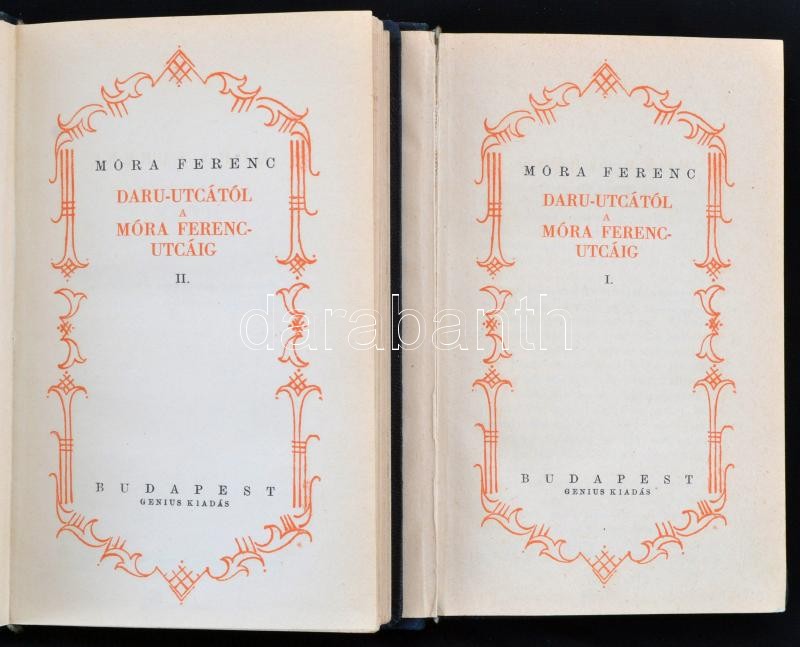 MÓRA FERENC
DARU-UTCÁTÓL
A
MÓRA FERENC-
UTCÁIG
II.
BUDAPEST
GENIUS KIADÁS
MÓRA FERENC
DARU-UTCÁTÓL
A
MÓRA FERENC-
UTCÁIG
I.
BUDAPEST
GENIUS KIADÁS
darabanth